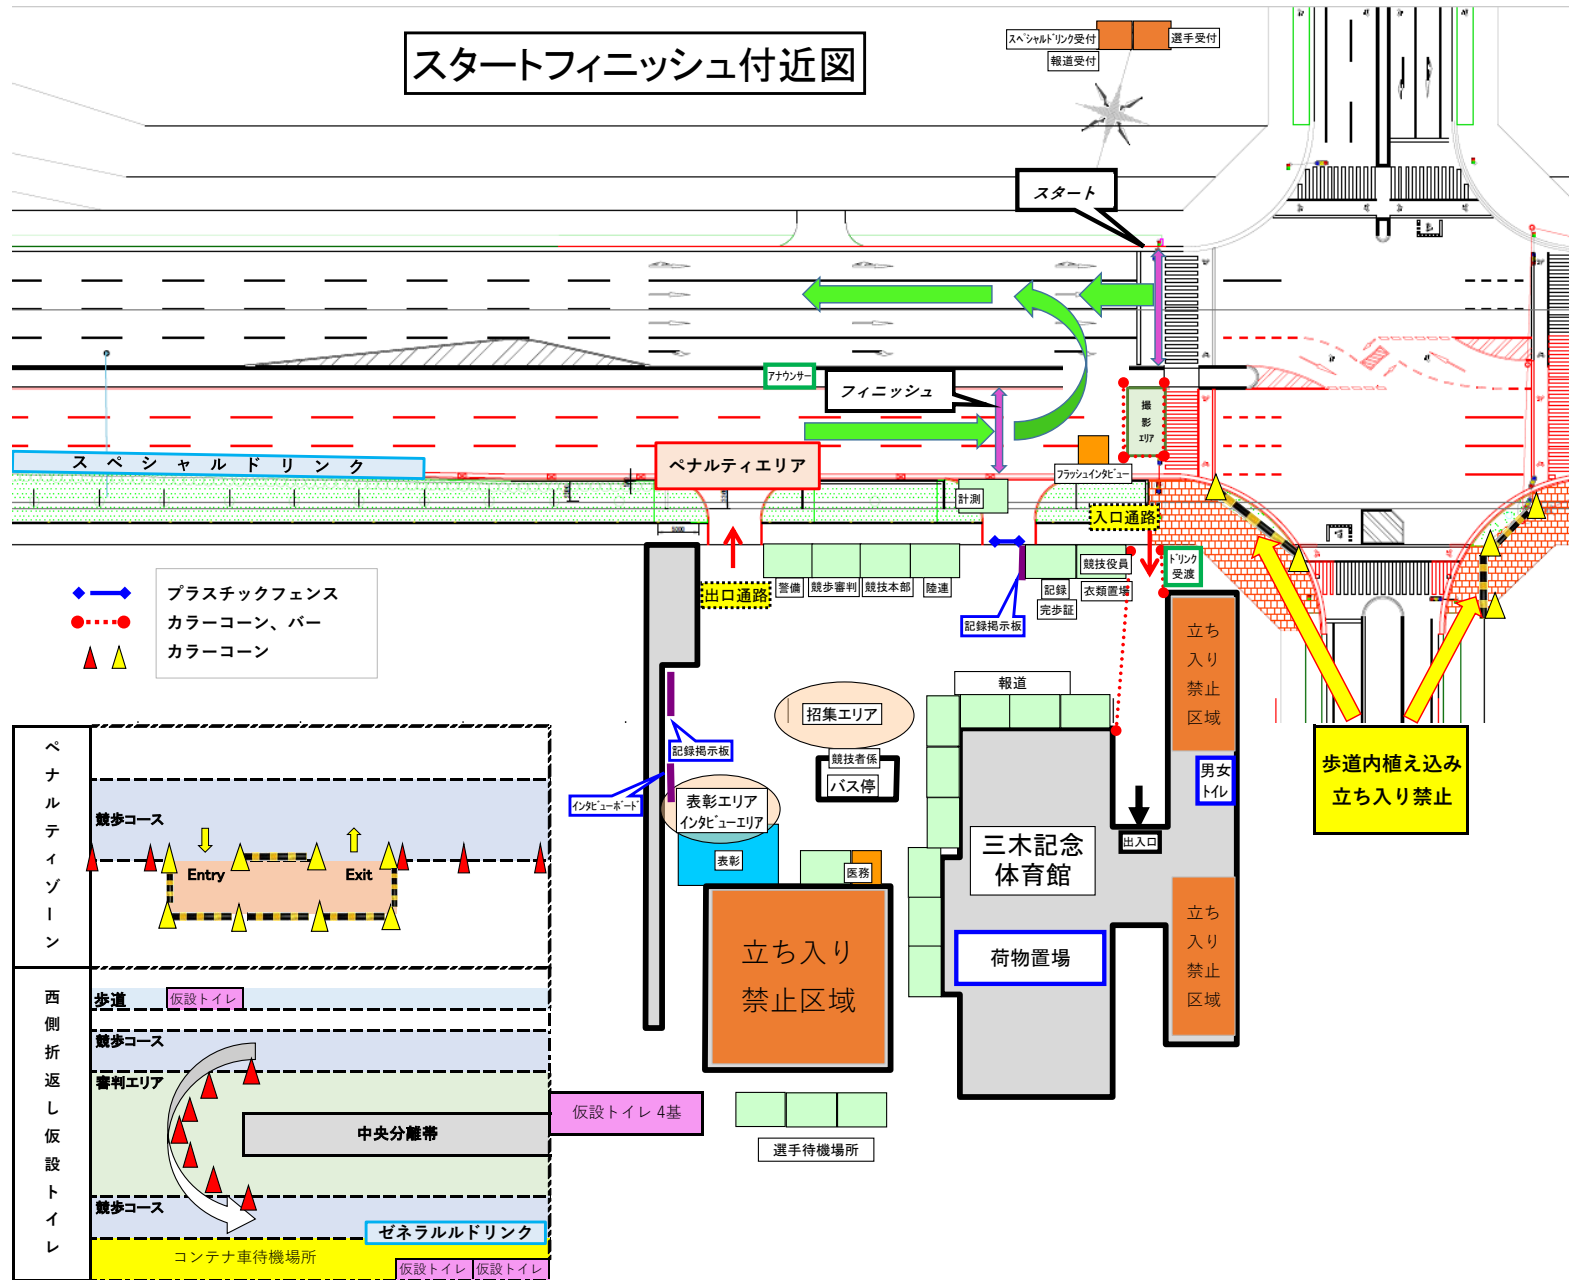 スタートフィニッシュ付近図
スペシャルドリンク受付
選手受付
報道受付
スタート
アナウンサー
フィニッシュ
撮
影
エリア
スペシャルドリンク
ペナルティエリア
フラッシュインタビュー
計測
入口通路
5000
プラスチックフェンス
カラーコーン、バー
カラーコーン
出口通路
警備
競歩審判
競技本部
陸連
記録掲示板
記録
完歩証
競技役員
衣類置場
ドリンク
受渡
立ち
入り
禁止
区域
報道
招集エリア
記録掲示板
競技者係
バス停
インタビューボード
表彰エリア
インタビューエリア
表彰
医務
男女
トイレ
出入口
三木記念
体育館
歩道内植え込み
立ち入り禁止
立ち入り
禁止区域
荷物置場
立ち
入り
禁止
区域
選手待機場所
仮設トイレ 4基
ペナルティゾーン
競歩コース
Entry
Exit
西側折返し仮設トイレ
歩道
仮設トイレ
競歩コース
審判エリア
中央分離帯
競歩コース
ゼネラルルドリンク
コンテナ車待機場所
仮設トイレ
仮設トイレ